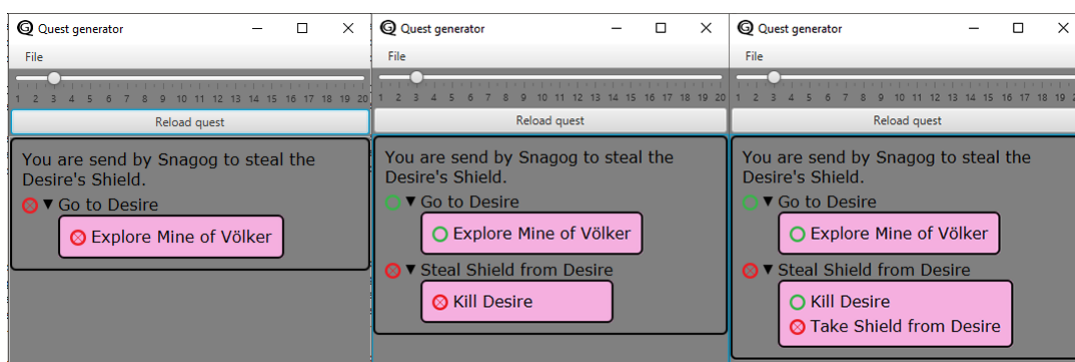 Quest generator
File
1 2 3 4 5 6 7 8 9 10 11 12 13 14 15 16 17 18 19 20
Reload quest
You are send by Snagog to steal the
Desire's Shield.
Go to Desire
Explore Mine of Völker
Quest generator
File
1 2 3 4 5 6 7 8 9 10 11 12 13 14 15 16 17 18 19 20
Reload quest
You are send by Snagog to steal the
Desire's Shield.
Go to Desire
Explore Mine of Völker
Steal Shield from Desire
Kill Desire
Quest generator
File
1 2 3 4 5 6 7 8 9 10 11 12 13 14 15 16 17 18 19
Reload quest
You are send by Snagog to steal the
Desire's Shield.
Go to Desire
Explore Mine of Völker
Steal Shield from Desire
Kill Desire
Take Shield from Desire